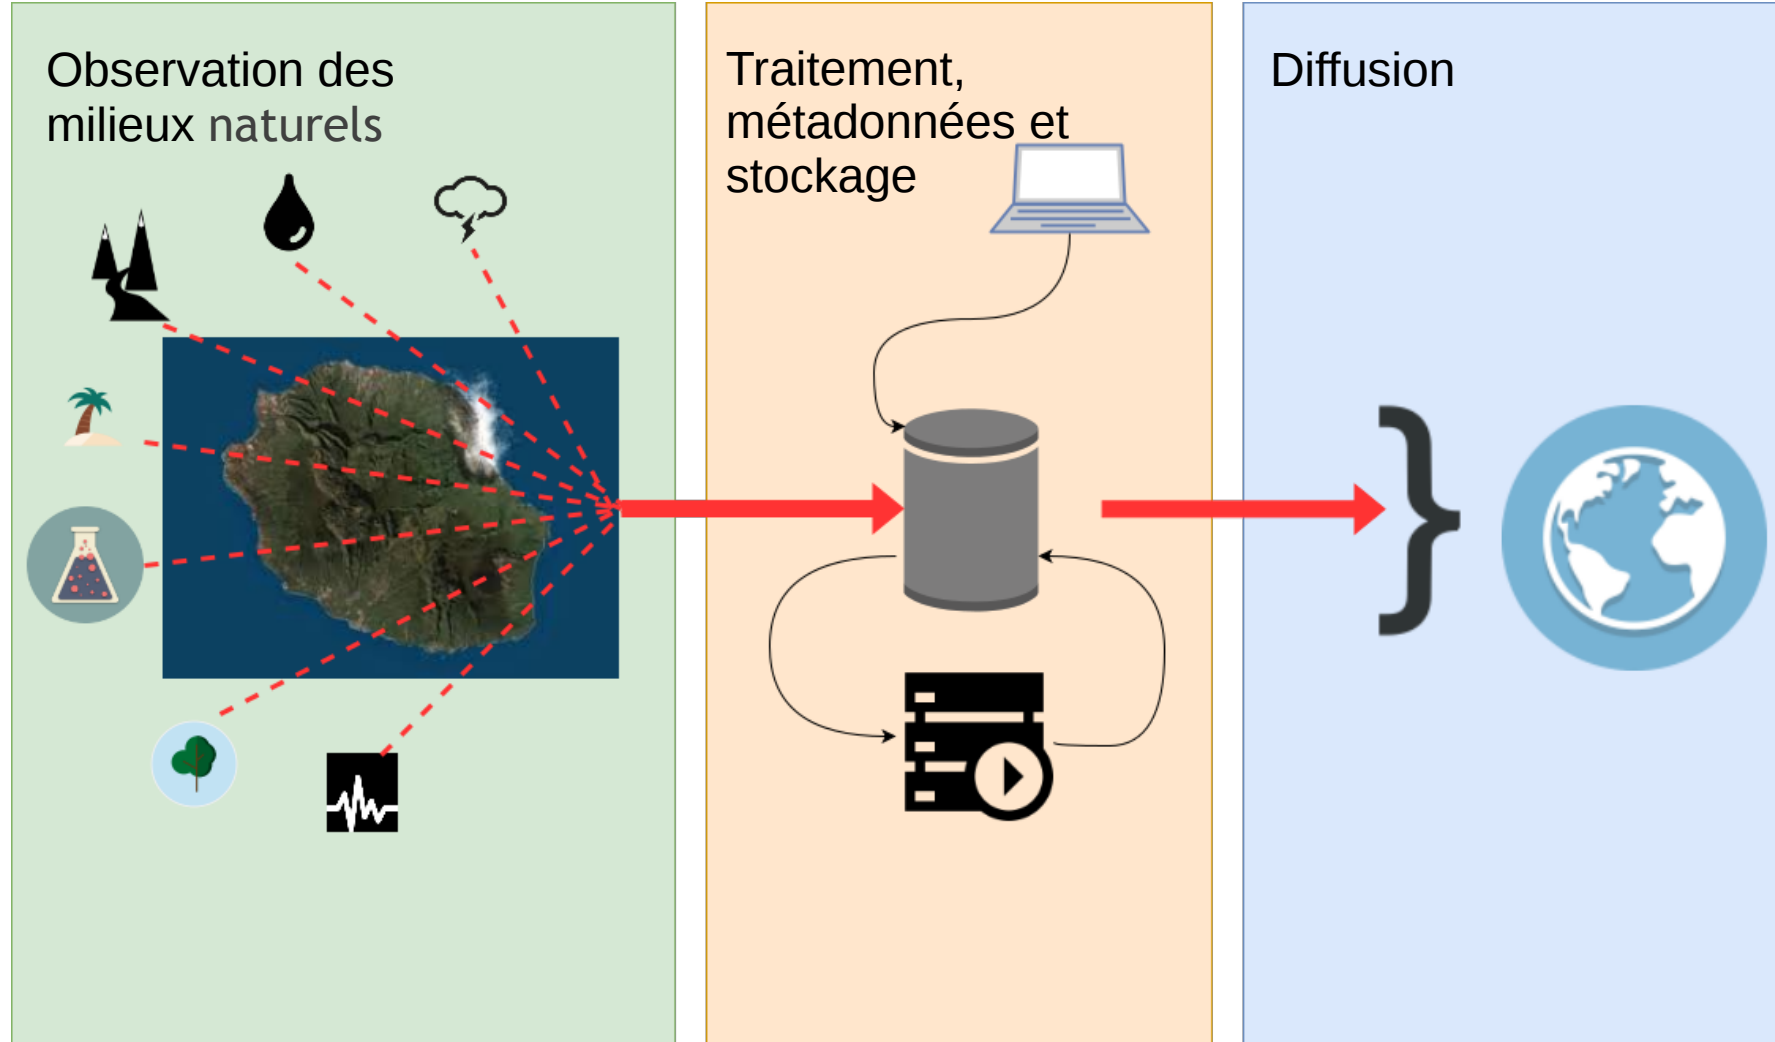 Observation des
milieux naturels
Traitement,
métadonnées et
stockage
Diffusion
}